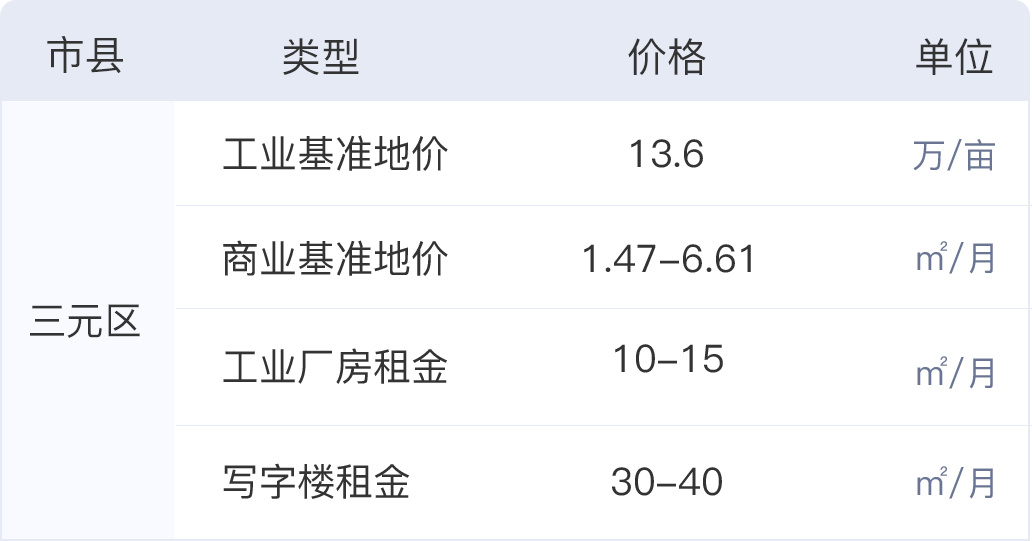 市县 类型 价格 单位
工业基准地价 13.6 万/亩
商业基准地价 1.47–6.61 ㎡/月
三元区
工业厂房租金 10–15 ㎡/月
写字楼租金 30–40 ㎡/月